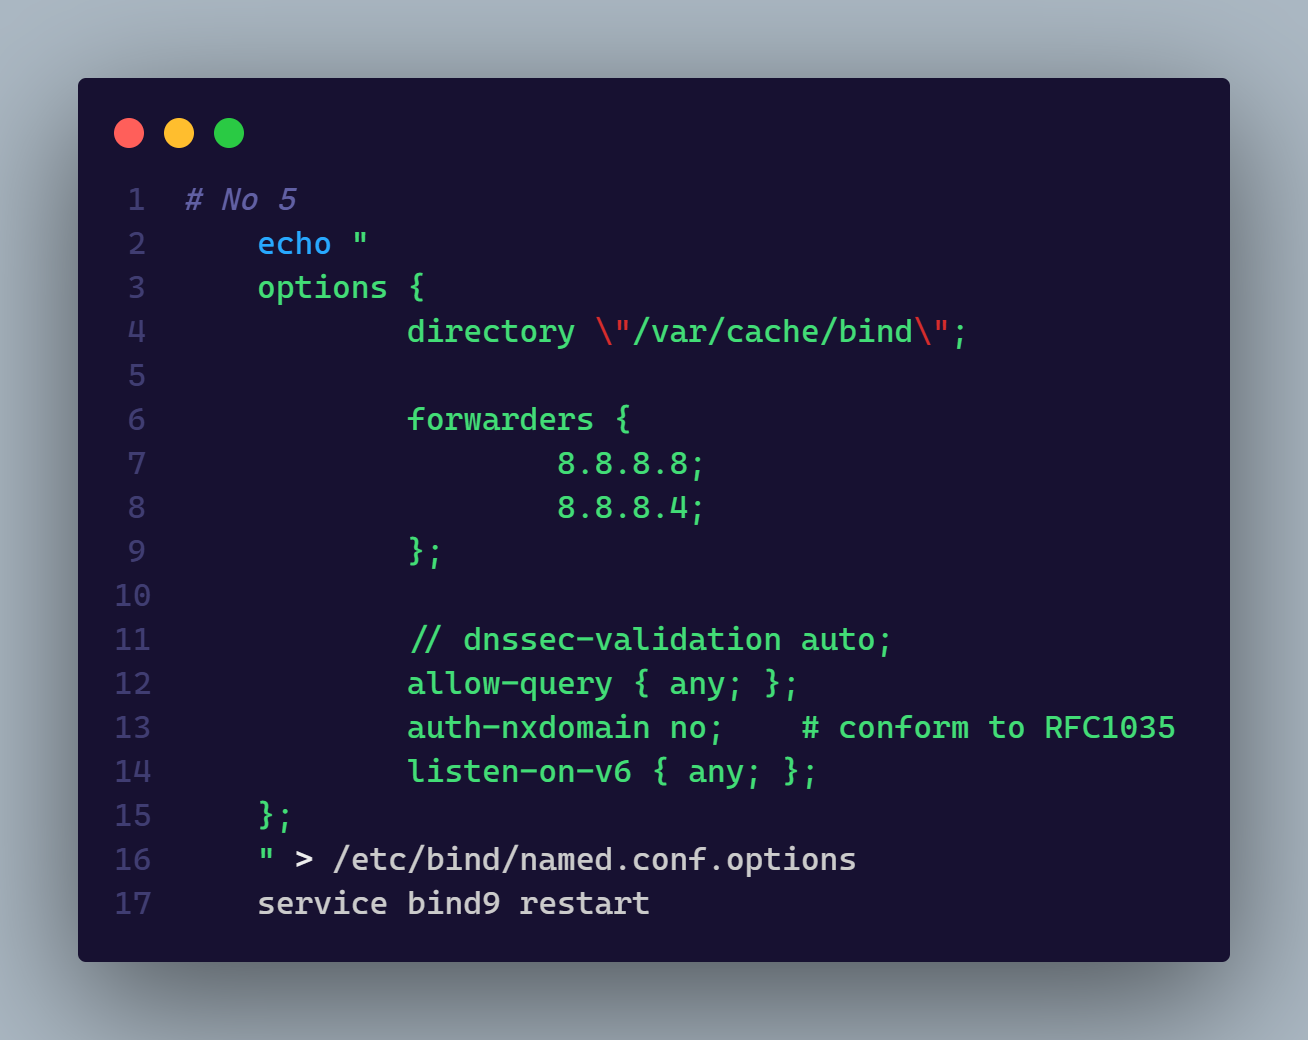 1 # No 5
2 echo "
3 options {
4 directory \"/var/cache/bind\";
5
6 forwarders {
7 8.8.8.8;
8 8.8.8.4;
9 };
10
11 // dnssec-validation auto;
12 allow-query { any; };
13 auth-nxdomain no;    # conform to RFC1035
14 listen-on-v6 { any; };
15 };
16 " > /etc/bind/named.conf.options
17 service bind9 restart